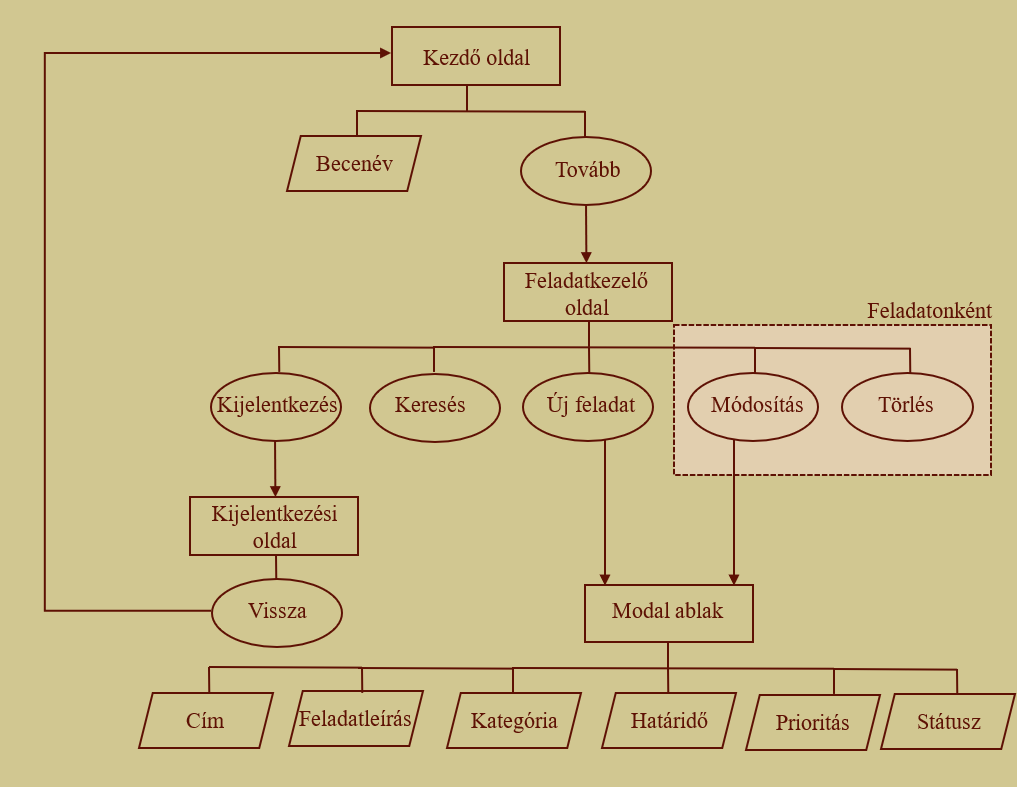 Kezdő oldal
Becenév
Tovább
Feladatkezelő
oldal
Feladatonként
Kijelentkezés
Keresés
Új feladat
Módosítás
Törlés
Kijelentkezési
oldal
Vissza
Modal ablak
Cím
Feladatleírás
Kategória
Határidő
Prioritás
Státusz